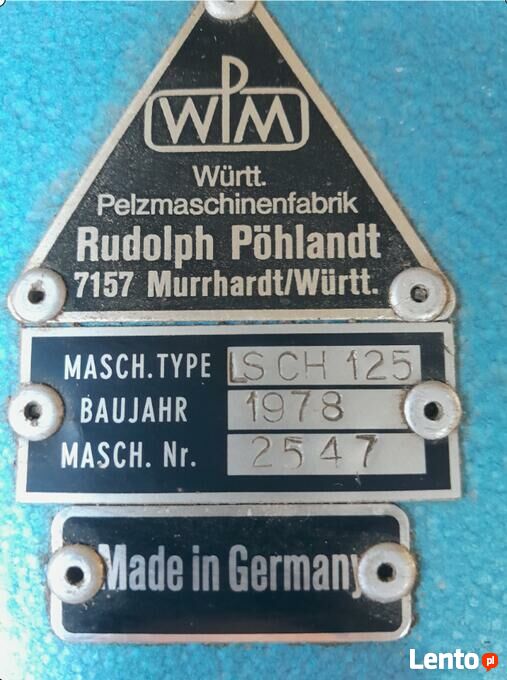 WPM
Württ.
Pelzmaschinenfabrik
Rudolph Pöhlandt
7157 Murrhardt/Württ.
MASCH.TYPE LS CH 125
BAUJAHR 1978
MASCH. Nr. 2547
Made in Germany
Lento.pl